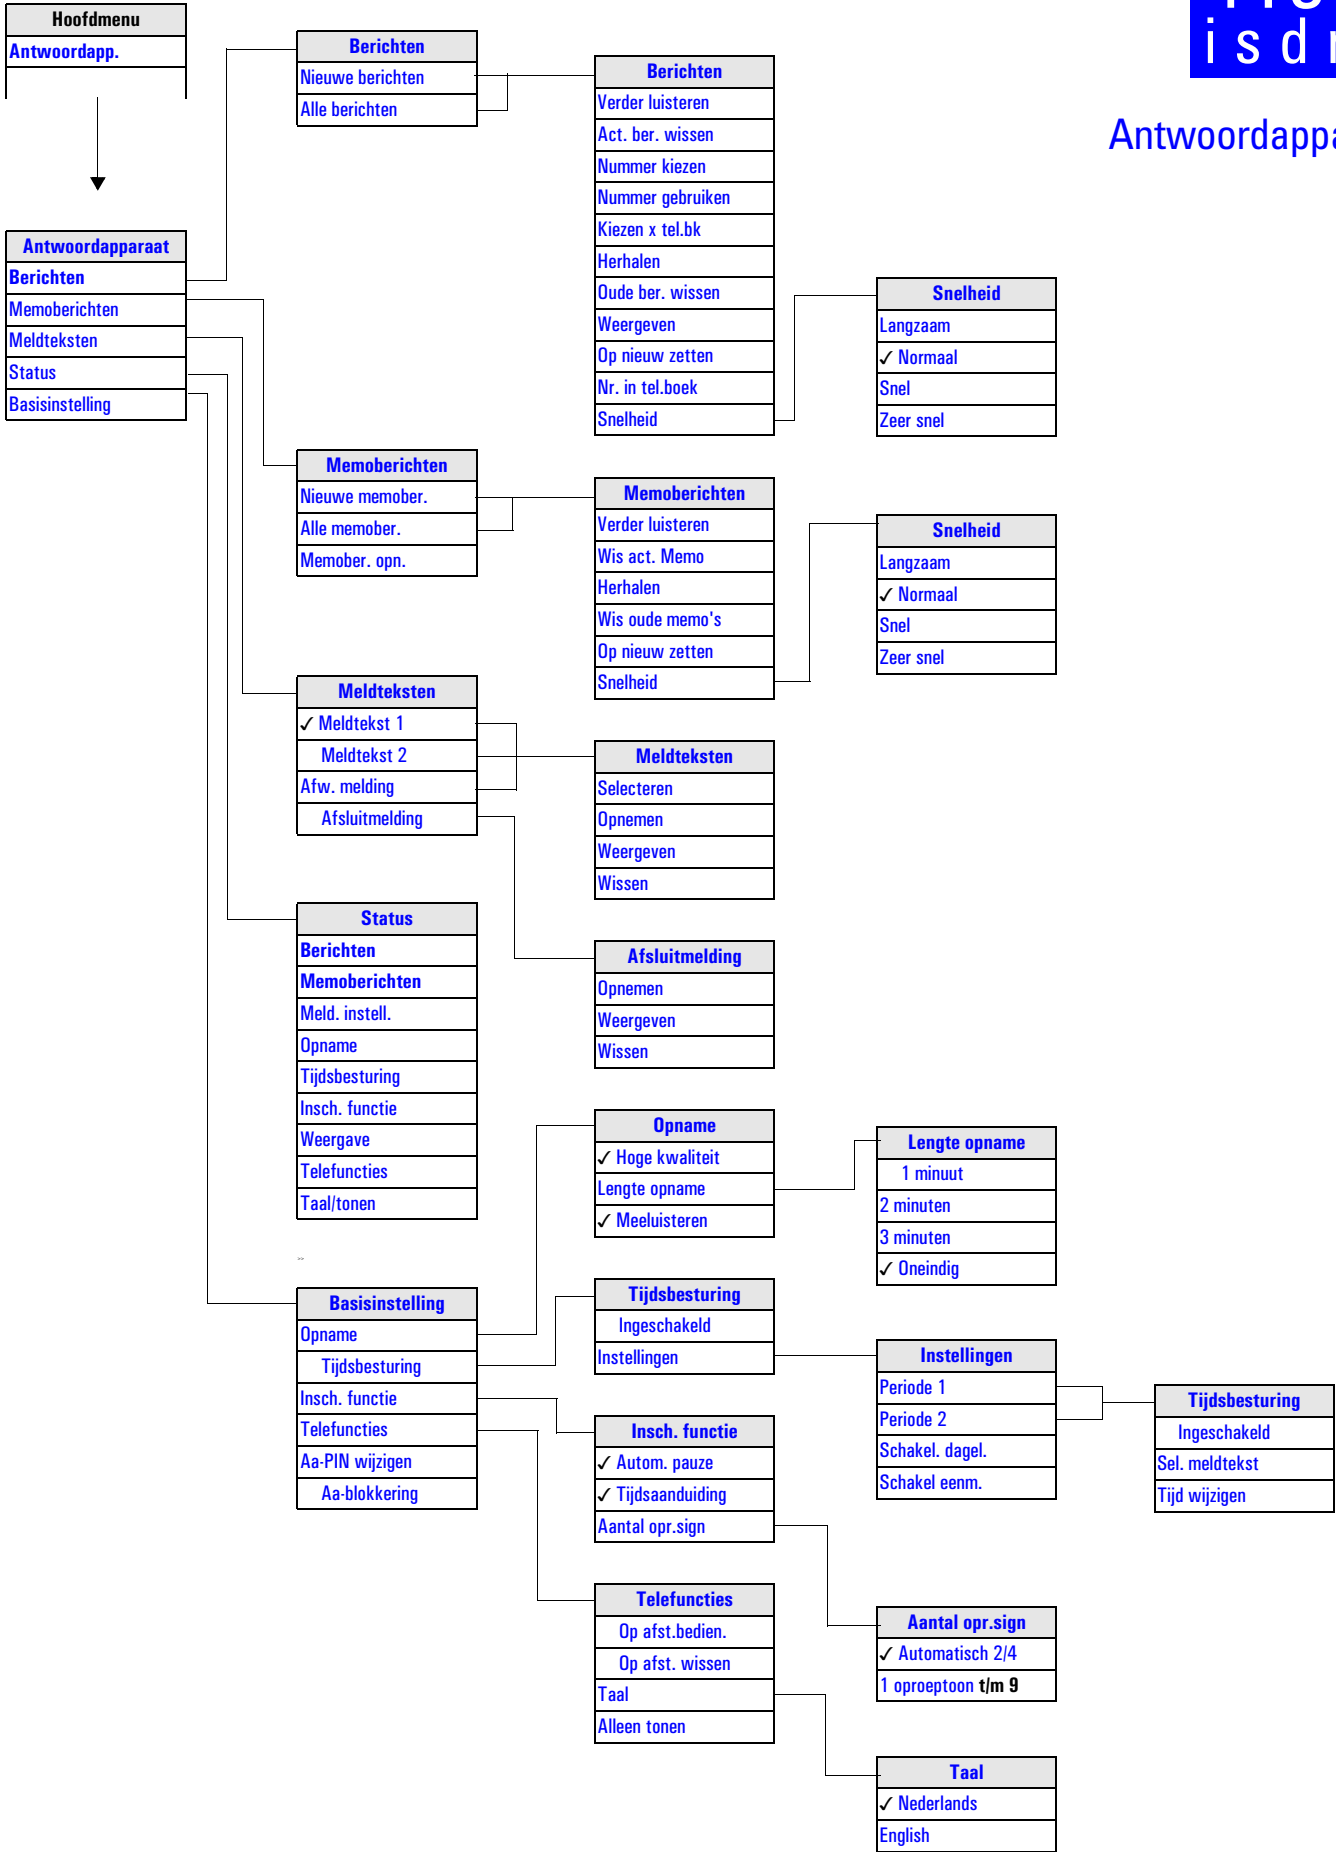 Hoofdmenu
Antwoordapp.
isd
Antwoordapparaat
Berichten
Memoberichten
Meldteksten
Status
Basisinstelling
Berichten
Nieuwe berichten
Alle berichten
Berichten
Verder luisteren
Act. ber. wissen
Nummer kiezen
Nummer gebruiken
Kiezen x tel.bk
Herhalen
Oude ber. wissen
Weergeven
Op nieuw zetten
Nr. in tel.boek
Snelheid
Snelheid
Langzaam
✓ Normaal
Snel
Zeer snel
Memoberichten
Nieuwe memober.
Alle memober.
Memober. opn.
Memoberichten
Verder luisteren
Wis act. Memo
Herhalen
Wis oude memo's
Op nieuw zetten
Snelheid
Snelheid
Langzaam
✓ Normaal
Snel
Zeer snel
Meldteksten
✓ Meldtekst 1
Meldtekst 2
Afw. melding
Afsluitmelding
Meldteksten
Selecteren
Opnemen
Weergeven
Wissen
Afsluitmelding
Opnemen
Weergeven
Wissen
Status
Berichten
Memoberichten
Meld. instell.
Opname
Tijdsbesturing
Insch. functie
Weergave
Telefuncties
Taal/tonen
Basisinstelling
Opname
Tijdsbesturing
Insch. functie
Telefuncties
Aa-PIN wijzigen
Aa-blokkering
Opname
✓ Hoge kwaliteit
Lengte opname
✓ Meeluisteren
Lengte opname
1 minuut
2 minuten
3 minuten
✓ Oneindig
Tijdsbesturing
Ingeschakeld
Instellingen
Instellingen
Periode 1
Periode 2
Schakel. dagel.
Schakel eenm.
Tijdsbesturing
Ingeschakeld
Sel. meldtekst
Tijd wijzigen
Insch. functie
✓ Autom. pauze
✓ Tijdsaanduiding
Aantal opr.sign
Aantal opr.sign
✓ Automatisch 2/4
1 oproeptoon t/m 9
Telefuncties
Op afst.bedien.
Op afst. wissen
Taal
Alleen tonen
Taal
✓ Nederlands
English